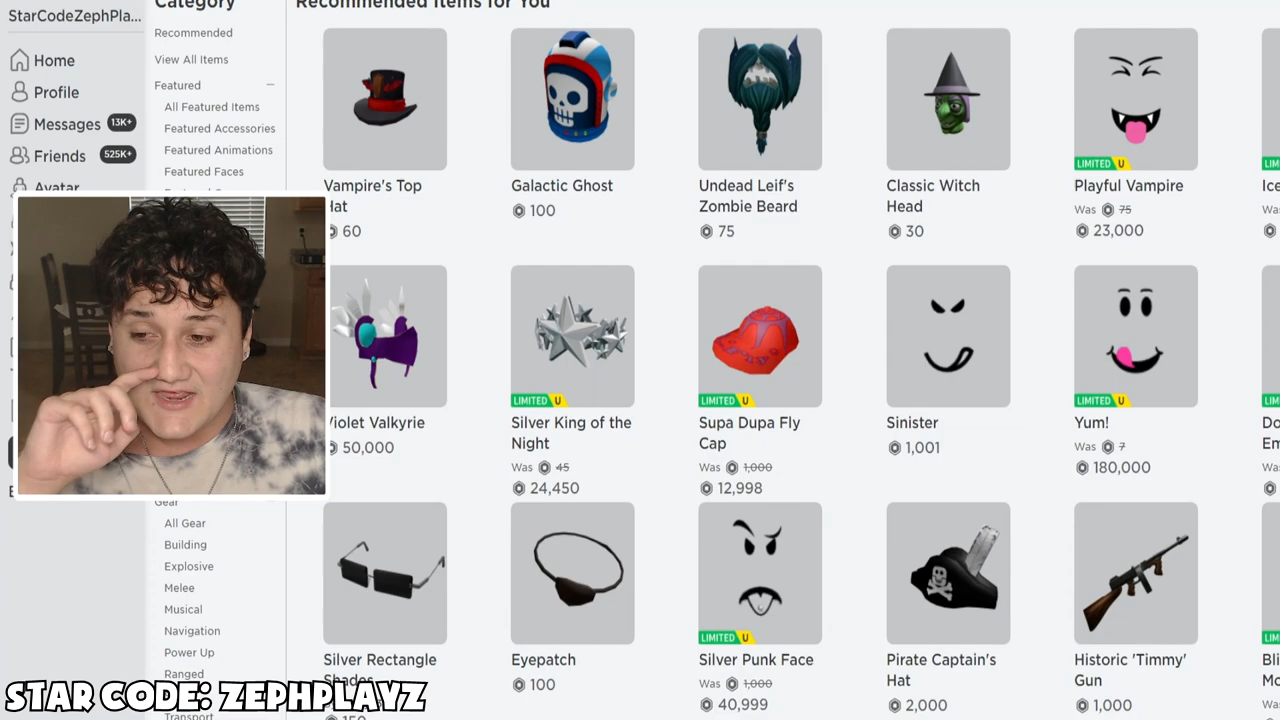 StarCodeZephPla...
Home
Profile
Messages 13K+
Friends 525K+
Avatar
Category
Recommended
View All Items
Featured
All Featured Items
Featured Accessories
Featured Animations
Featured Faces
Gear
All Gear
Building
Explosive
Melee
Musical
Navigation
Power Up
Ranged
Transport
Recommended Items for You
Vampire's Top
Hat
60
Galactic Ghost
100
Undead Leif's
Zombie Beard
75
Classic Witch
Head
30
LIMITED U
Playful Vampire
Was 75
23,000
Violet Valkyrie
50,000
LIMITED U
Silver King of the
Night
Was 45
24,450
LIMITED U
Supa Dupa Fly
Cap
Was 1,000
12,998
Sinister
1,001
LIMITED U
Yum!
Was 7
180,000
Silver Rectangle
Shades
150
Eyepatch
100
LIMITED U
Silver Punk Face
Was 1,000
40,999
Pirate Captain's
Hat
2,000
Historic 'Timmy'
Gun
1,000
STAR CODE: ZEPHPLAYZ